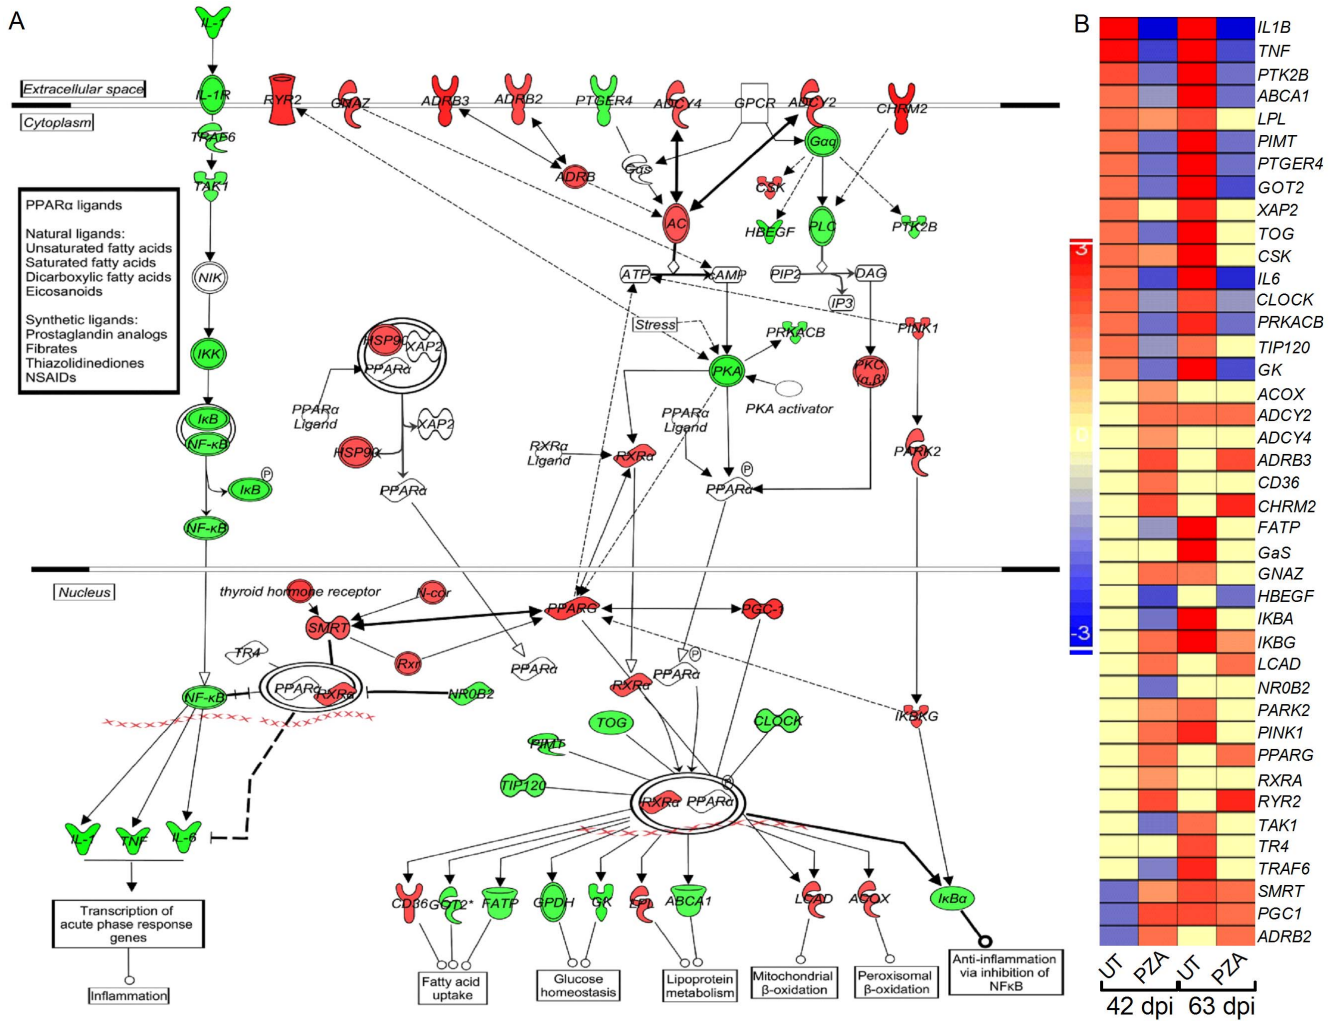 A
IL-1
Extracellular space
IL-1R
RYR2
GNAZ
ADRB3
ADRB2
PTGER4
ADCY4
GPCR
ADCY2
CHRM2
Cytoplasm
TRAF6
Gαq
Gαs
TAK1
ADRB
CSK
PPARα ligands
Natural ligands:
Unsaturated fatty acids
Saturated fatty acids
Dicarboxylic fatty acids
Eicosanoids
Synthetic ligands:
Prostaglandin analogs
Fibrates
Thiazolidinediones
NSAIDs
AC
HBEGF
PLC
PTK2B
NIK
ATP
cAMP
PIP2
DAG
IP3
Stress
PRKACB
PINK1
IKK
HSP90
XAP2
PPARα
PKA
PKC
(α,β)
PKA activator
PPARα
Ligand
XAP2
PPARα
Ligand
IκB
NF-κB
HSP90
RXRα
Ligand
RXRα
PARK2
P
IκB
PPARα
P
PPARα
NF-κB
Nucleus
thyroid hormone receptor
N-cor
SMRT
PPARG
PGC-1
TR4
Rxr
PPARα
P
PPARα
RXRα
PPARα
RXRα
NF-κB
NR0B2
TOG
CLOCK
IKBKG
PIMT
TIP120
P
RXRα
PPARα
IL-1
TNF
IL-6
CD36
GOT2*
FATP
GPDH
GK
LPL
ABCA1
LCAD
ACOX
IκBα
Transcription of
acute phase response
genes
Inflammation
Fatty acid
uptake
Glucose
homeostasis
Lipoprotein
metabolism
Mitochondrial
β-oxidation
Peroxisomal
β-oxidation
Anti-inflammation
via inhibition of
NFκB
B
3
0
-3
IL1B
TNF
PTK2B
ABCA1
LPL
PIMT
PTGER4
GOT2
XAP2
TOG
CSK
IL6
CLOCK
PRKACB
TIP120
GK
ACOX
ADCY2
ADCY4
ADRB3
CD36
CHRM2
FATP
GaS
GNAZ
HBEGF
IKBA
IKBG
LCAD
NR0B2
PARK2
PINK1
PPARG
RXRA
RYR2
TAK1
TR4
TRAF6
SMRT
PGC1
ADRB2
UT PZA UT PZA
42 dpi 63 dpi